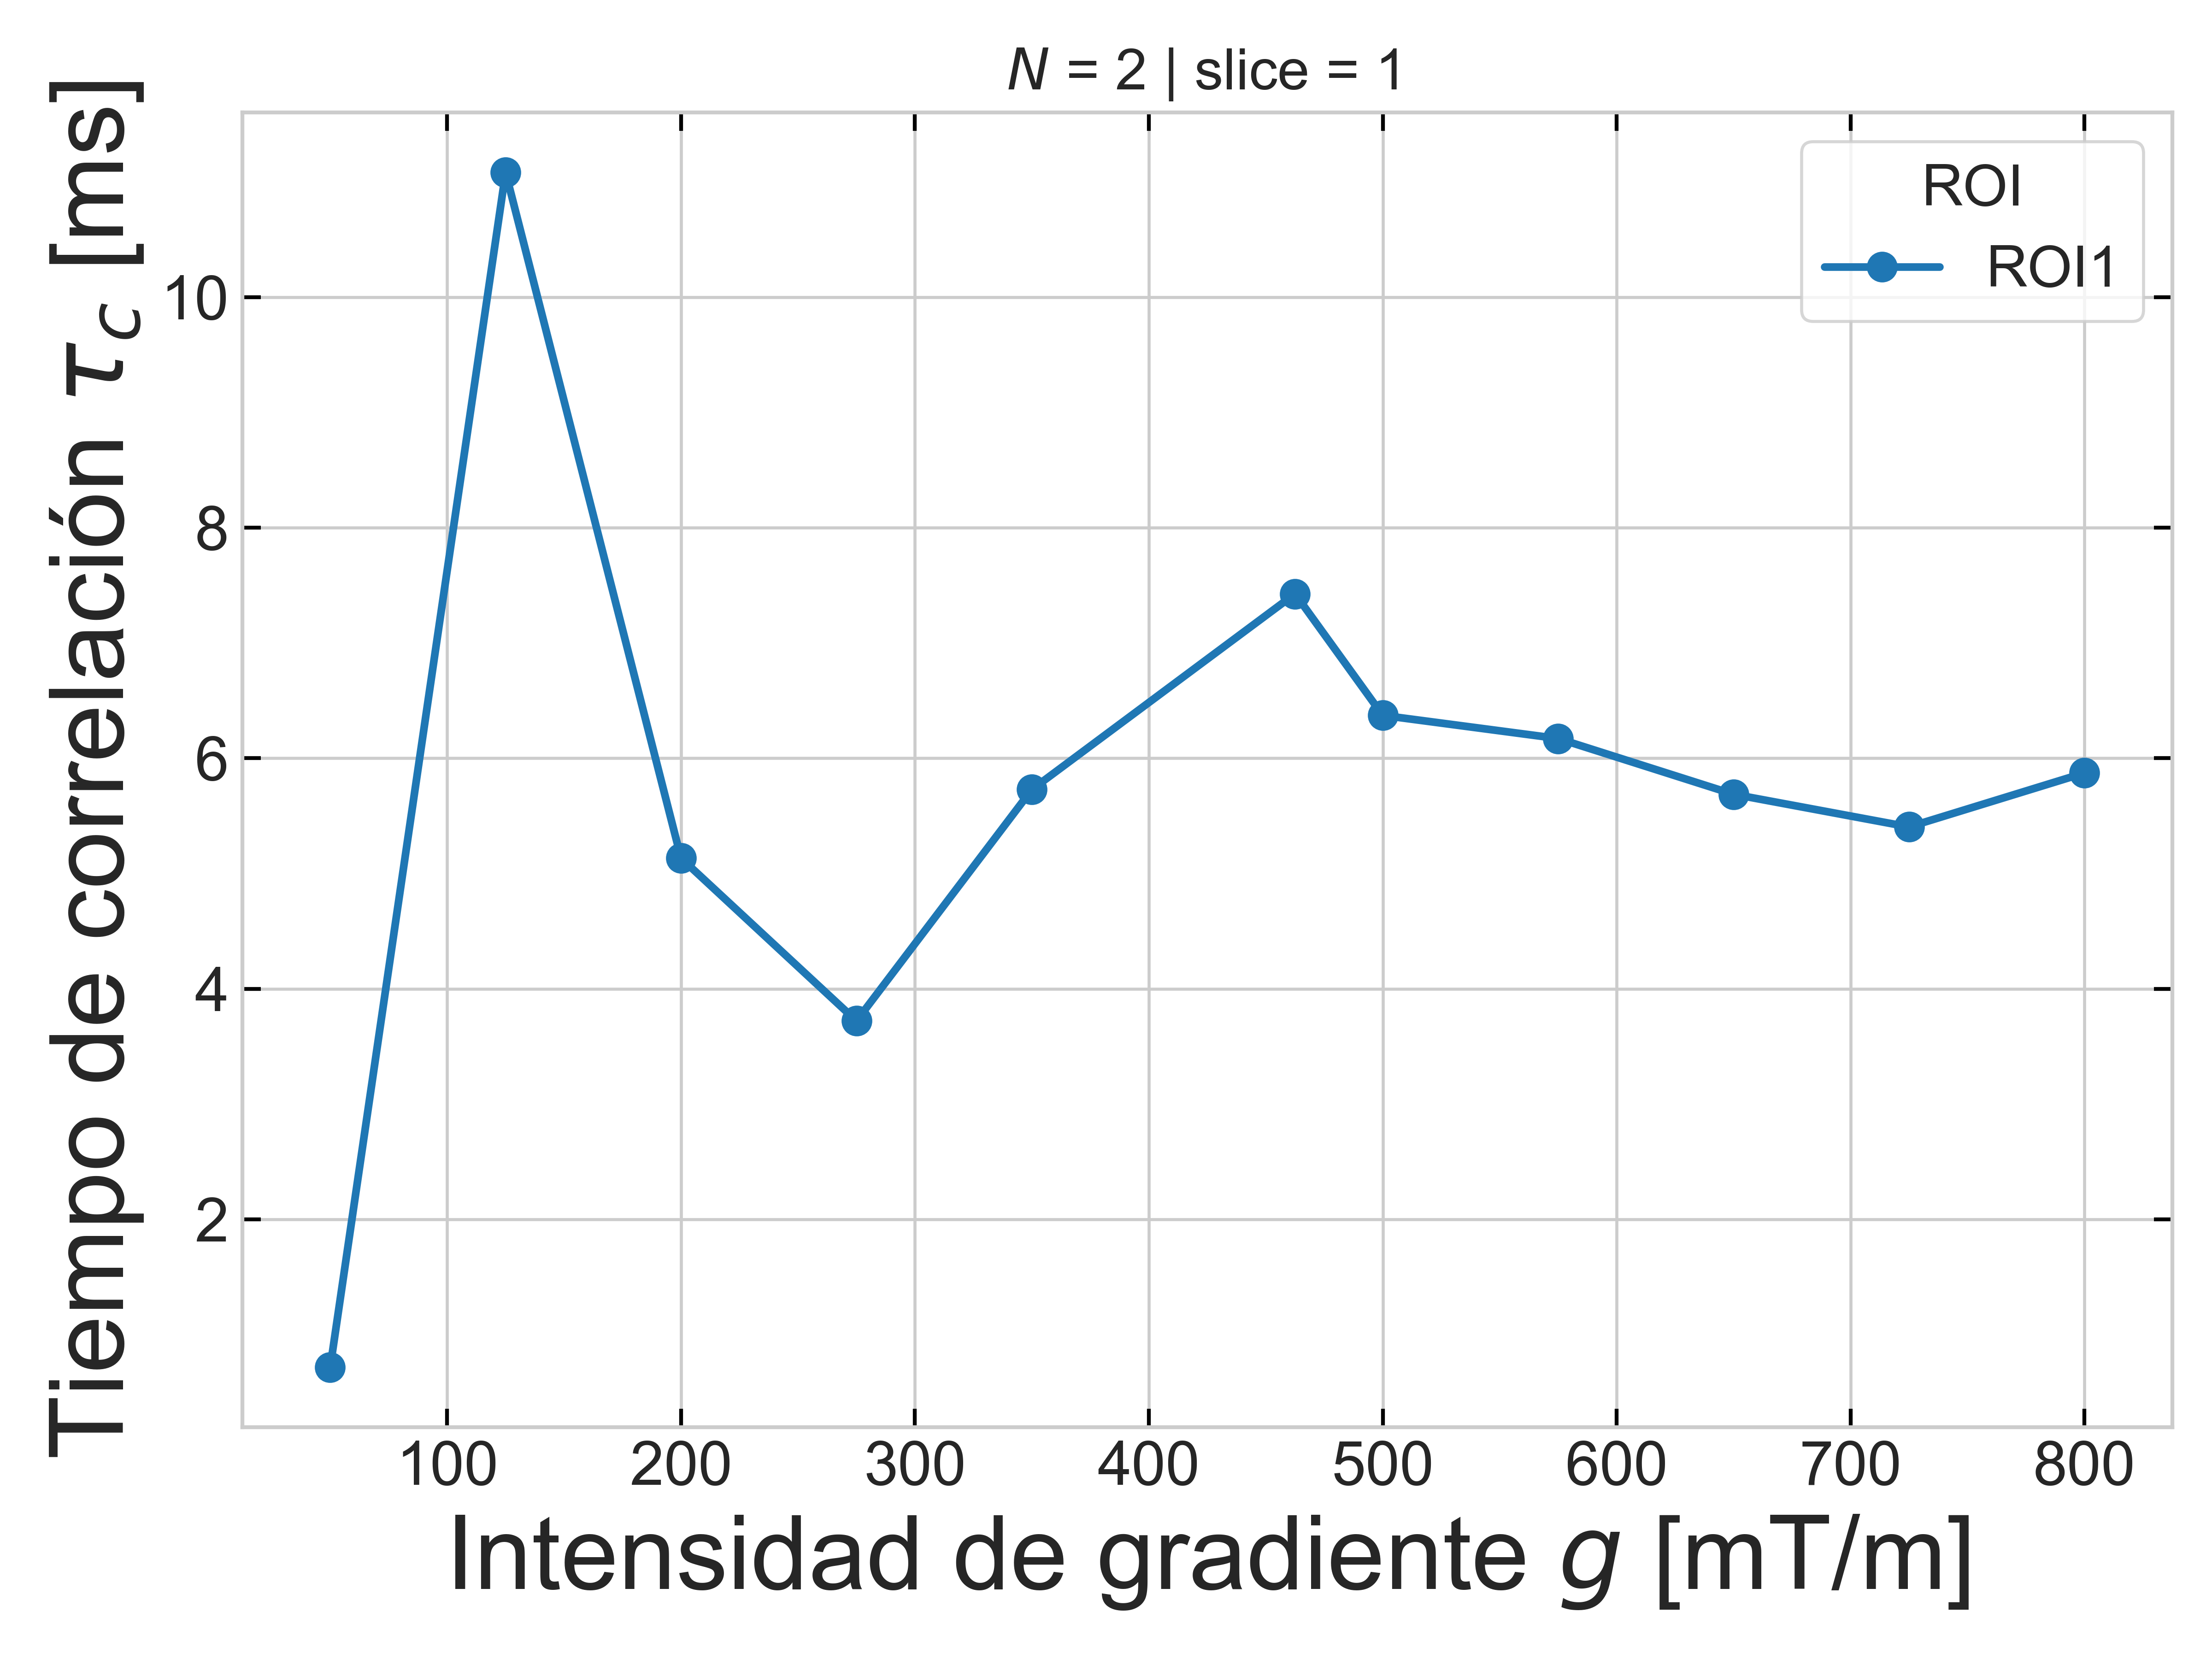 N = 2 | slice = 1
Tiempo de correlación τc [ms]
10
8
6
4
2
ROI
ROI1
100 200 300 400 500 600 700 800
Intensidad de gradiente g [mT/m]